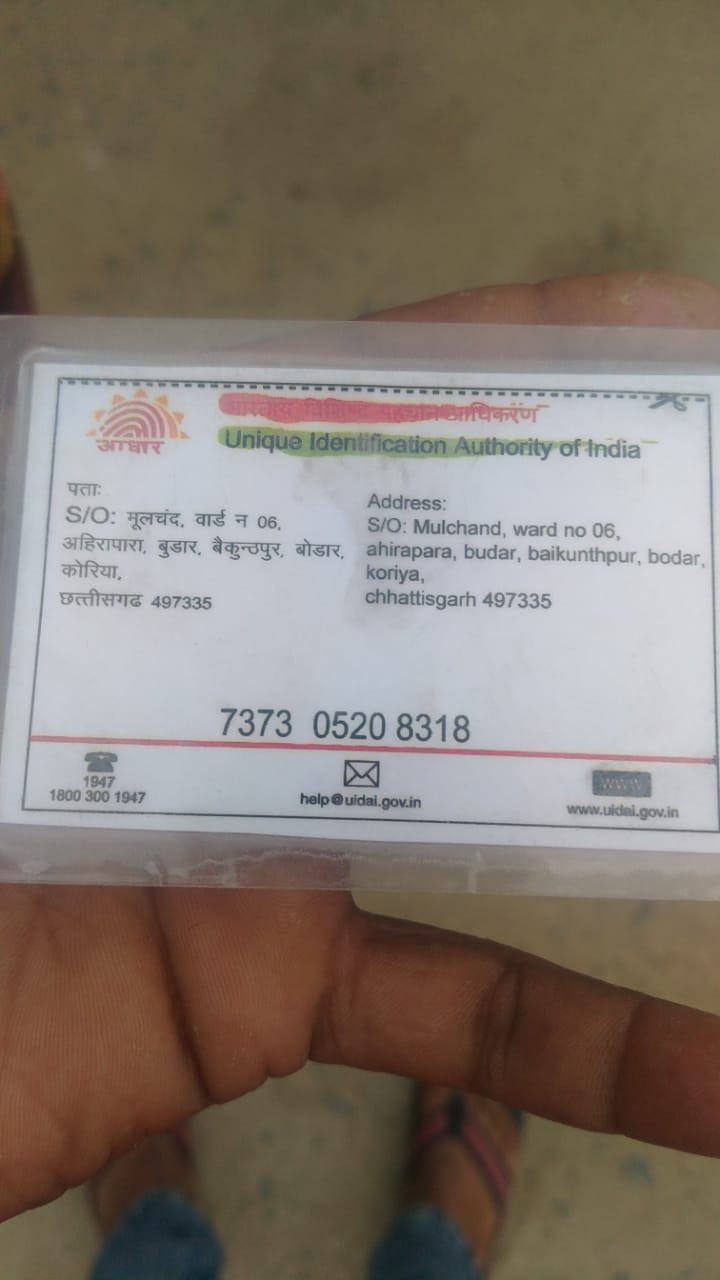 भारतीय विशिष्ट पहचान प्राधिकरण
Unique Identification Authority of India
आधार
पताः
S/O: मूलचंद, वार्ड न 06,
अहिरापारा, बुडार, बैकुन्ठपुर, बोडार,
कोरिया,
छत्तीसगढ 497335
Address:
S/O: Mulchand, ward no 06,
ahirapara, budar, baikunthpur, bodar,
koriya,
chhattisgarh 497335
7373 0520 8318
1947
1800 300 1947
help@uidai.gov.in
www
www.uidai.gov.in